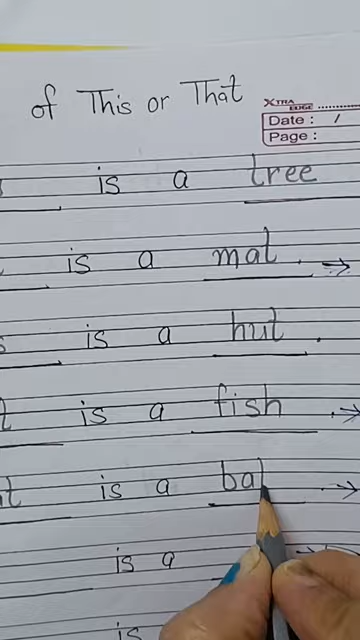 of This or That
XTRA EDGE
Date : /
Page :
is a tree
is a mat .
is a hut .
is a fish .
is a
is a
is